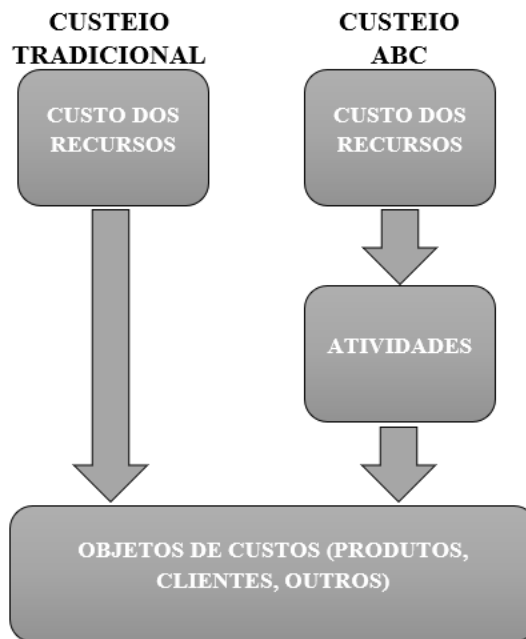 CUSTEIO
TRADICIONAL
CUSTEIO
ABC
CUSTO DOS
RECURSOS
CUSTO DOS
RECURSOS
ATIVIDADES
OBJETOS DE CUSTOS (PRODUTOS,
CLIENTES, OUTROS)